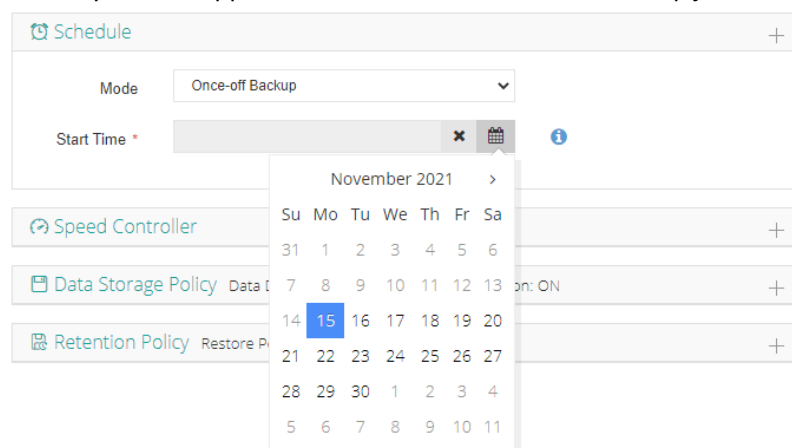 Schedule
Mode Once-off Backup
Start Time *
November 2021
Su Mo Tu We Th Fr Sa
31 1 2 3 4 5 6
7 8 9 10 11 12 13
14 15 16 17 18 19 20
21 22 23 24 25 26 27
28 29 30 1 2 3 4
5 6 7 8 9 10 11
Speed Controller
Data Storage Policy Data on: ON
Retention Policy Restore